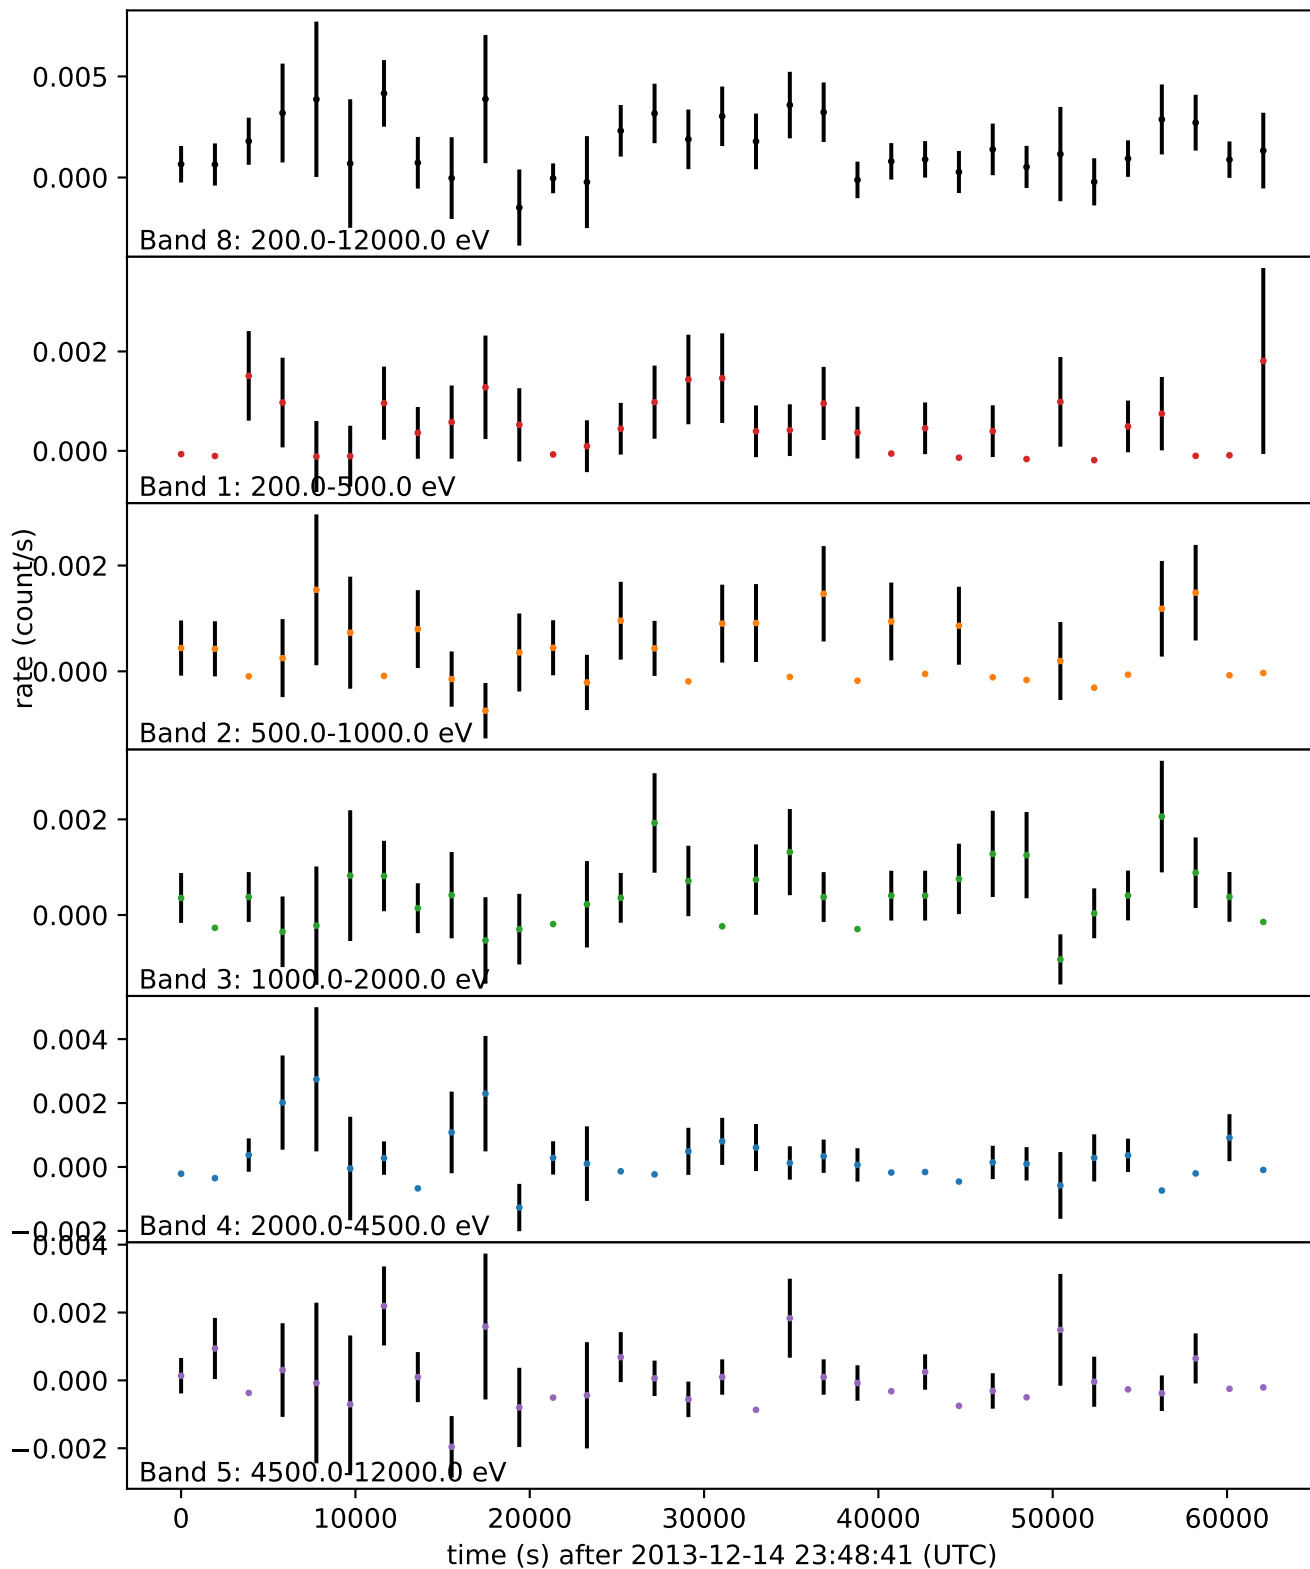 0.005
0.000
Band 8: 200.0-12000.0 eV
0.002
0.000
Band 1: 200.0-500.0 eV
rate (count/s)
0.002
0.000
Band 2: 500.0-1000.0 eV
0.002
0.000
Band 3: 1000.0-2000.0 eV
0.004
0.002
0.000
−0.002
Band 4: 2000.0-4500.0 eV
0.004
0.002
0.000
−0.002
Band 5: 4500.0-12000.0 eV
0 10000 20000 30000 40000 50000 60000
time (s) after 2013-12-14 23:48:41 (UTC)